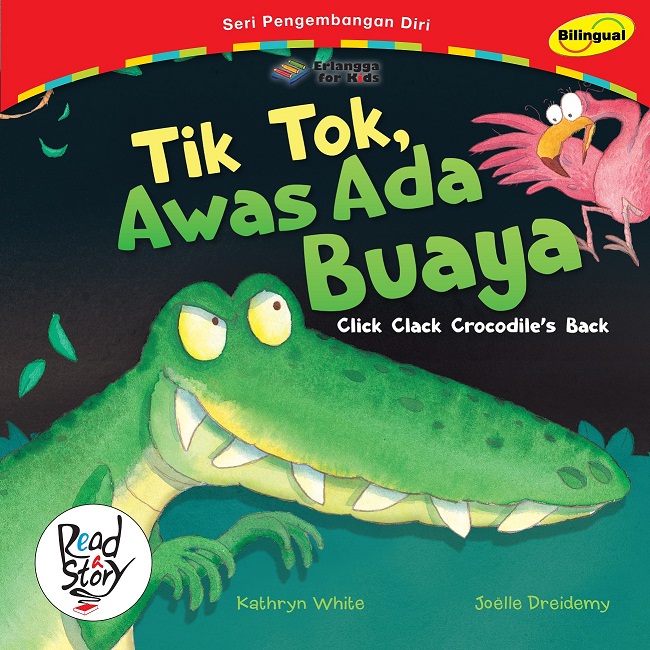 Seri Pengembangan Diri
Bilingual
Erlangga
for Kids
Tik Tok,
Awas Ada
Buaya
Click Clack Crocodile's Back
Read
a
Story
Kathryn White
Joëlle Dreidemy